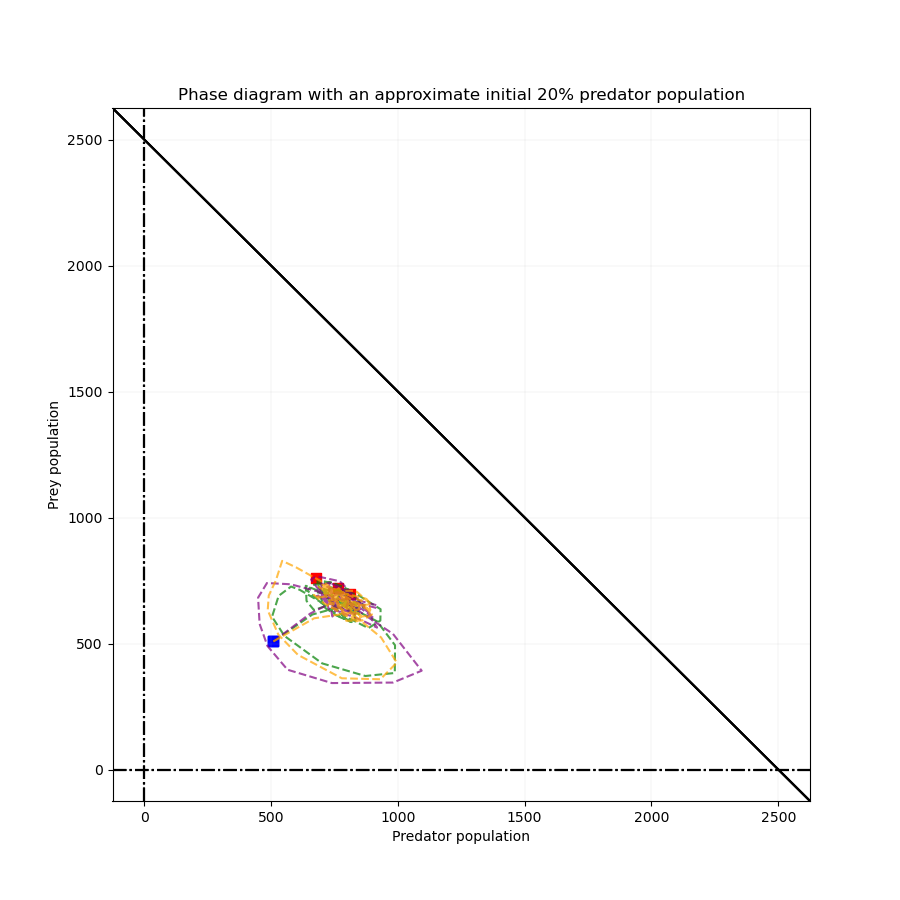 Phase diagram with an approximate initial 20% predator population
2500
2000
1500
1000
500
0
Prey population
0 500 1000 1500 2000 2500
Predator population